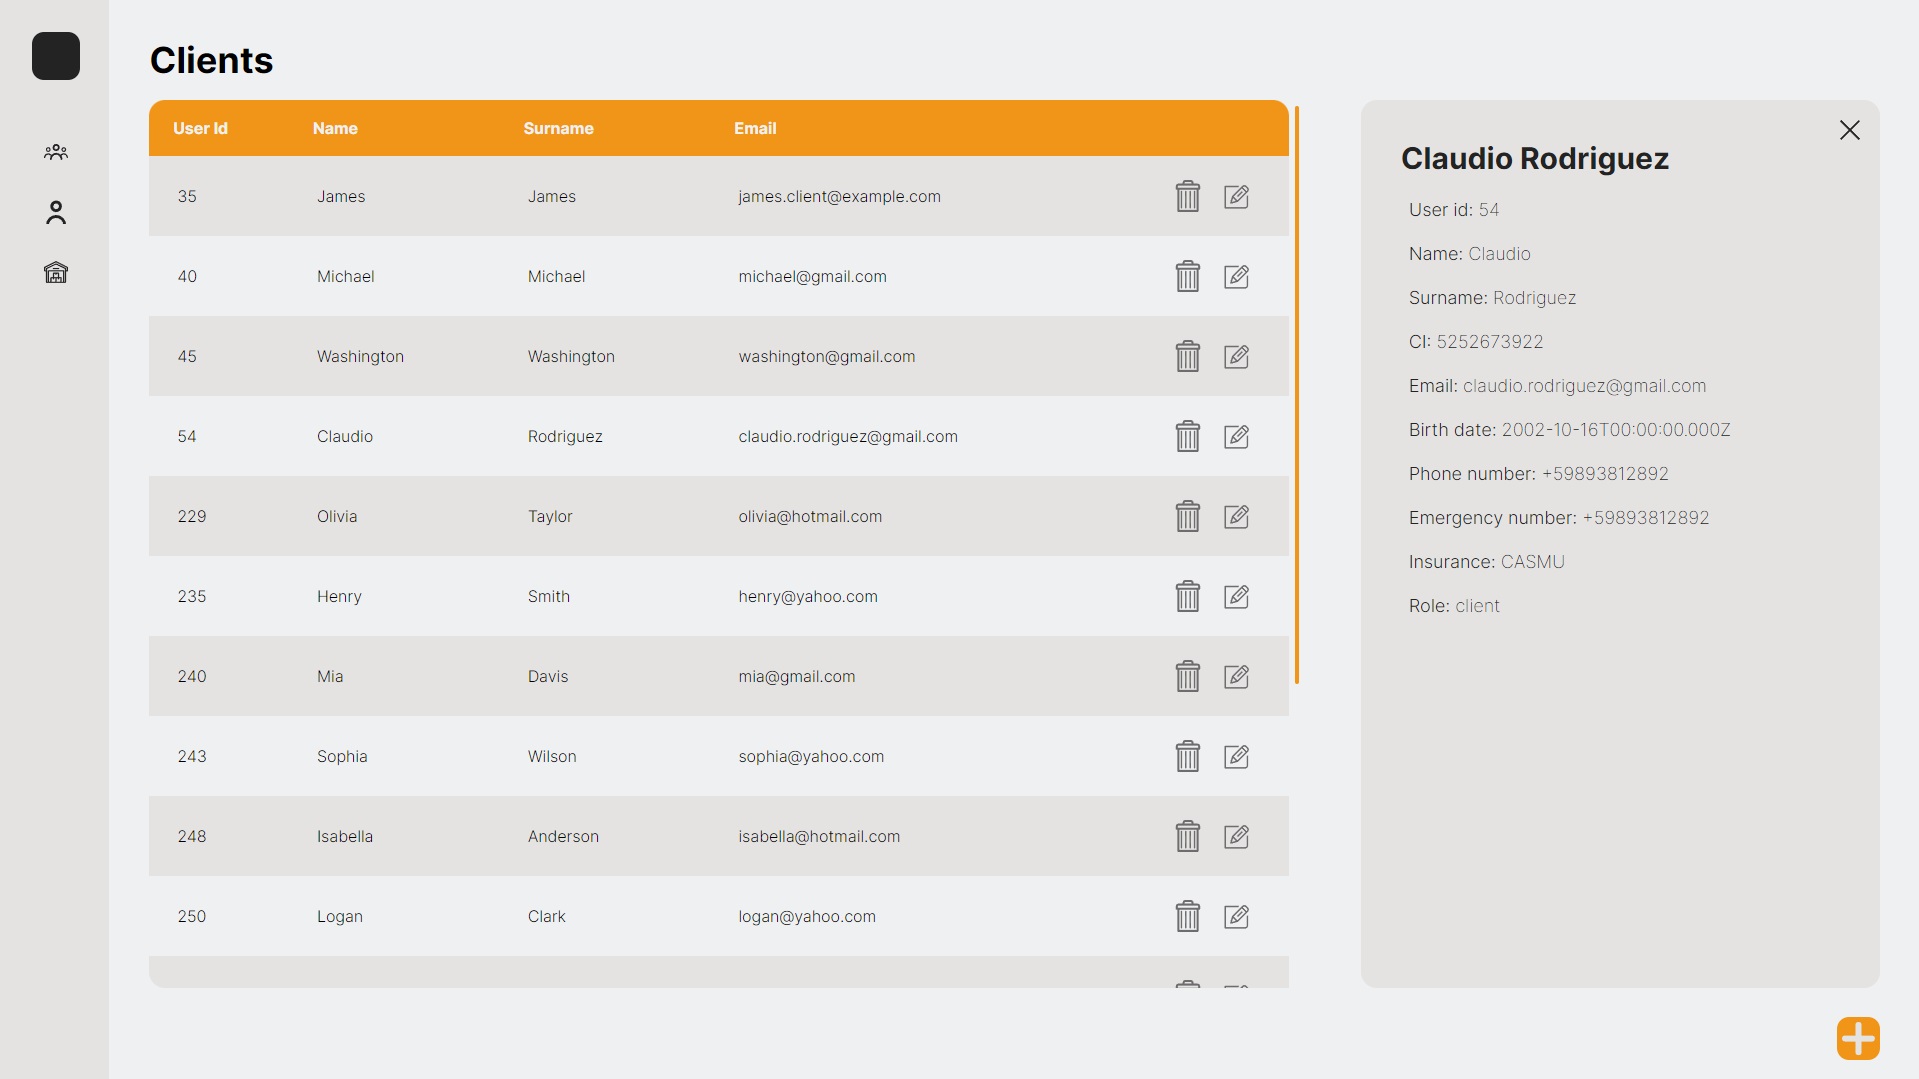 Clients
User Id Name Surname Email
35 James James james.client@example.com
40 Michael Michael michael@gmail.com
45 Washington Washington washington@gmail.com
54 Claudio Rodriguez claudio.rodriguez@gmail.com
229 Olivia Taylor olivia@hotmail.com
235 Henry Smith henry@yahoo.com
240 Mia Davis mia@gmail.com
243 Sophia Wilson sophia@yahoo.com
248 Isabella Anderson isabella@hotmail.com
250 Logan Clark logan@yahoo.com
Claudio Rodriguez
User id: 54
Name: Claudio
Surname: Rodriguez
CI: 5252673922
Email: claudio.rodriguez@gmail.com
Birth date: 2002-10-16T00:00:00.000Z
Phone number: +59893812892
Emergency number: +59893812892
Insurance: CASMU
Role: client